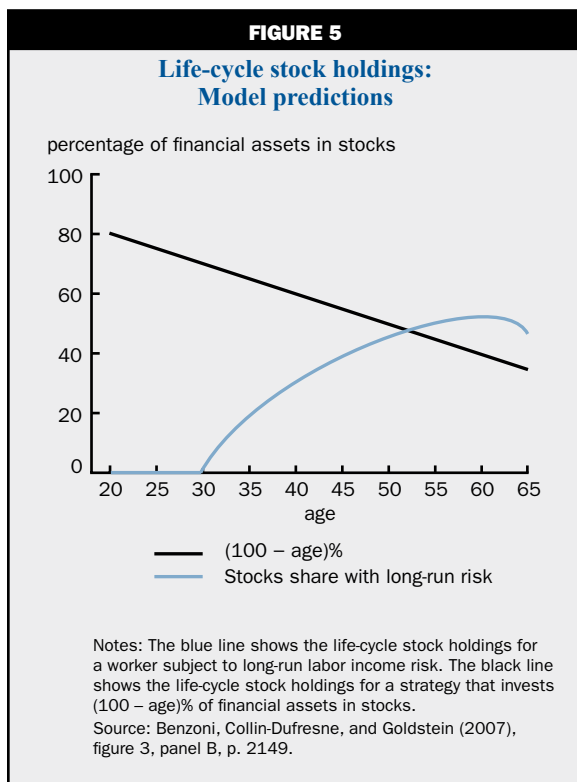 FIGURE 5
Life-cycle stock holdings:
Model predictions
percentage of financial assets in stocks
100
80
60
40
20
0
20 25 30 35 40 45 50 55 60 65
age
(100 – age)%
Stocks share with long-run risk
Notes: The blue line shows the life-cycle stock holdings for
a worker subject to long-run labor income risk. The black line
shows the life-cycle stock holdings for a strategy that invests
(100 – age)% of financial assets in stocks.
Source: Benzoni, Collin-Dufresne, and Goldstein (2007),
figure 3, panel B, p. 2149.